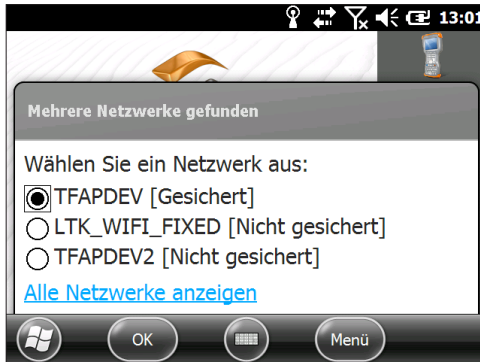 13:01
Mehrere Netzwerke gefunden
Wählen Sie ein Netzwerk aus:
TFAPDEV [Gesichert]
LTK_WIFI_FIXED [Nicht gesichert]
TFAPDEV2 [Nicht gesichert]
Alle Netzwerke anzeigen
OK
Menü